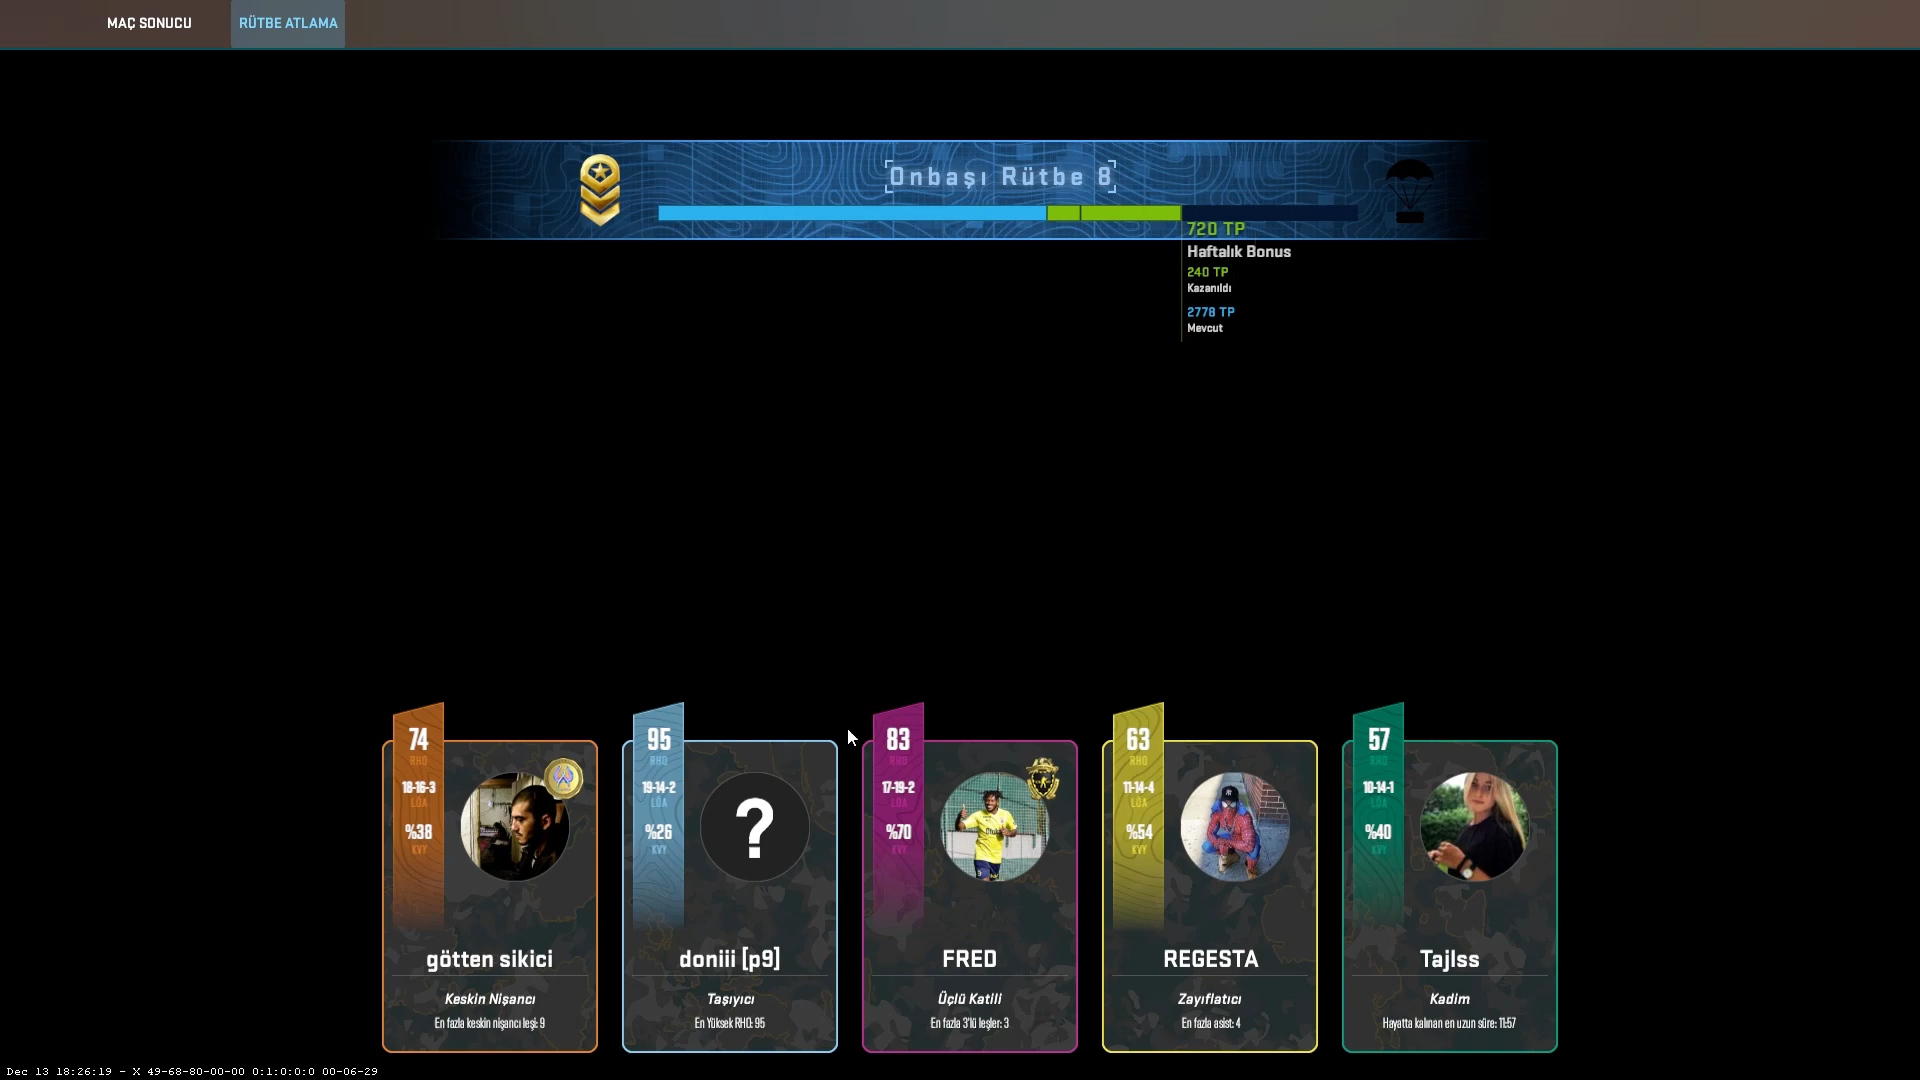 MAÇ SONUCU
RÜTBE ATLAMA
Onbaşı Rütbe 8
720 TP
Haftalık Bonus
240 TP
Kazanıldı
2778 TP
Mevcut
74
RHO
18-16-3
LÖA
%38
KVY
götten sikici
Keskin Nişancı
En fazla keskin nişancı leşi: 9
95
RHO
19-14-2
LÖA
%26
KVY
?
doniii [p9]
Taşıyıcı
En Yüksek RHO: 95
83
RHO
17-19-2
LÖA
%70
KVY
FRED
Üçlü Katili
En fazla 3'lü leşler: 3
63
RHO
11-14-4
LÖA
%54
KVY
REGESTA
Zayıflatıcı
En fazla asist: 4
57
RHO
10-14-1
LÖA
%40
KVY
Tajlss
Kadim
Hayatta kalınan en uzun süre: 11:57
Dec 13 18:26:19 - X 49-68-80-00-00 0:1:0:0:0 00-06-29